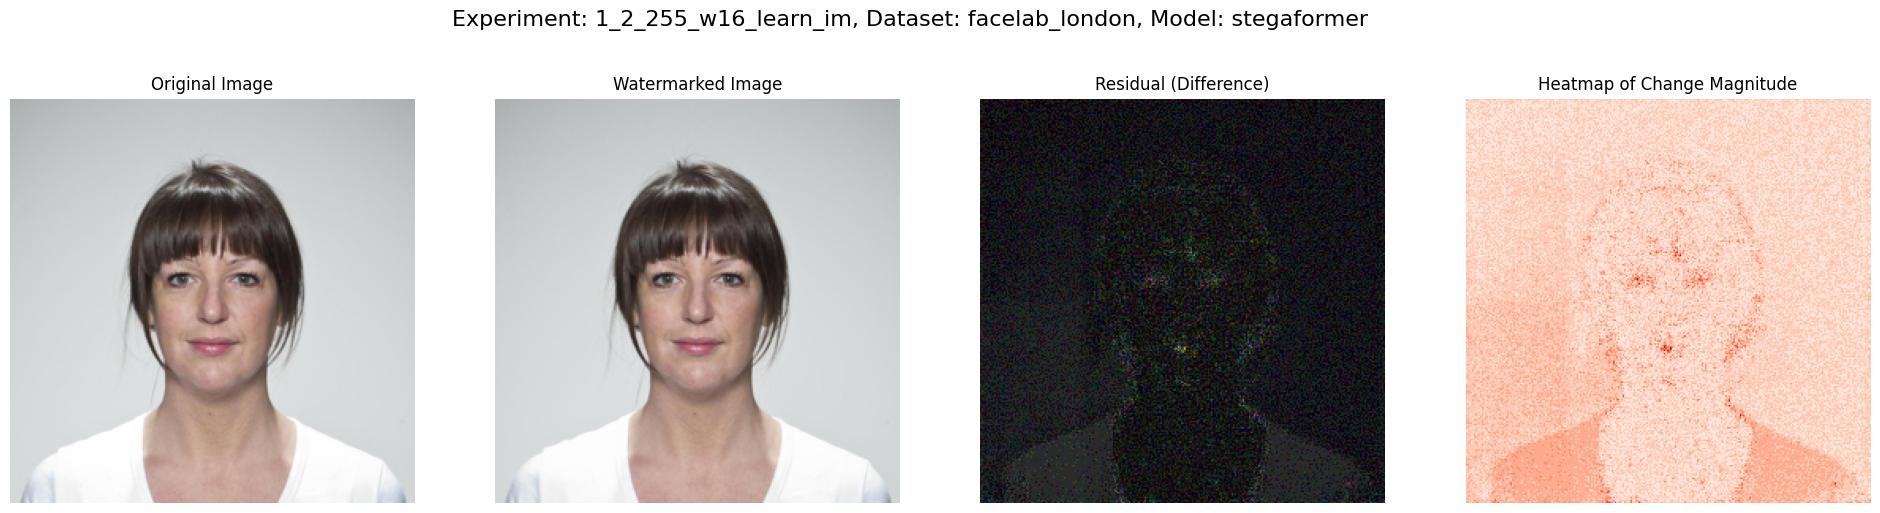 Experiment: 1_2_255_w16_learn_im, Dataset: facelab_london, Model: stegaformer
Original Image
Watermarked Image
Residual (Difference)
Heatmap of Change Magnitude